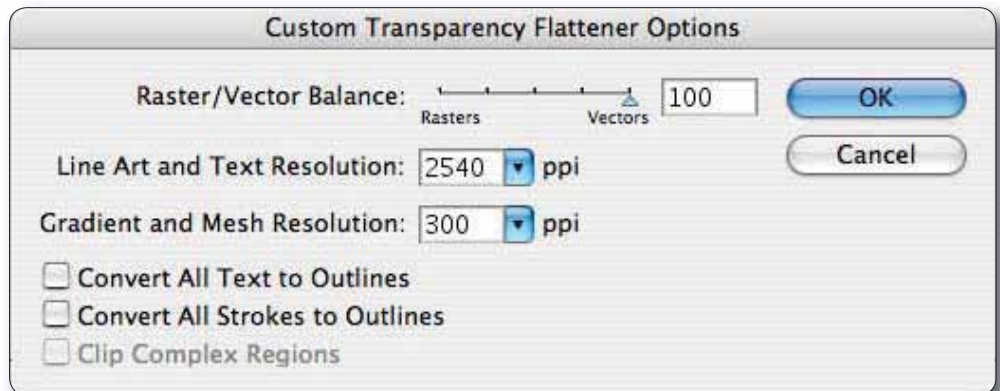 Custom Transparency Flattener Options
Raster/Vector Balance: 100
Rasters Vectors
OK
Line Art and Text Resolution: 2540 ppi
Cancel
Gradient and Mesh Resolution: 300 ppi
Convert All Text to Outlines
Convert All Strokes to Outlines
Clip Complex Regions